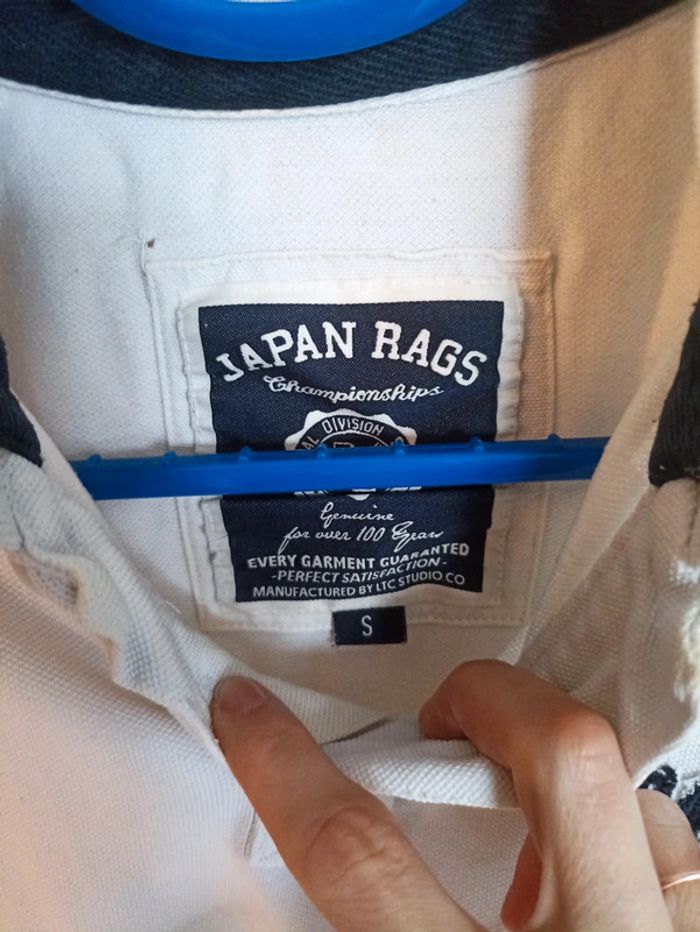 JAPAN RAGS
Championships
DIVISION
Genuine
for over 100 Years
EVERY GARMENT GUARANTED
-PERFECT SATISFACTION-
MANUFACTURED BY LTC STUDIO CO
S